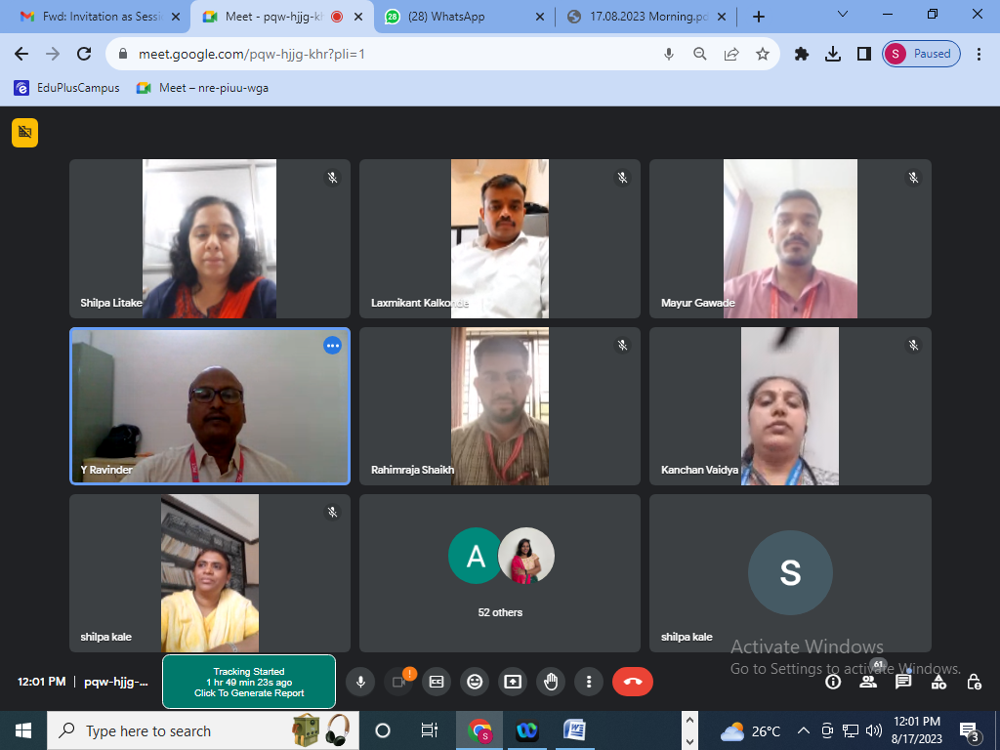 Fwd: Invitation as Sessi
Meet - pqw-hjjg-kh
28
(28) WhatsApp
17.08.2023 Morning.pd
meet.google.com/pqw-hjjg-khr?pli=1
S
Paused
EduPlusCampus
Meet – nre-piuu-wga
Shilpa Litake
Laxmikant Kalkonde
Mayur Gawade
Y Ravinder
Rahimraja Shaikh
Kanchan Vaidya
A
52 others
S
shilpa kale
shilpa kale
Activate Windows
Go to Settings to activate Windows.
12:01 PM | pqw-hjjg-...
Tracking Started
1 hr 49 min 23s ago
Click To Generate Report
61
Type here to search
S
26°C
12:01 PM
8/17/2023
3